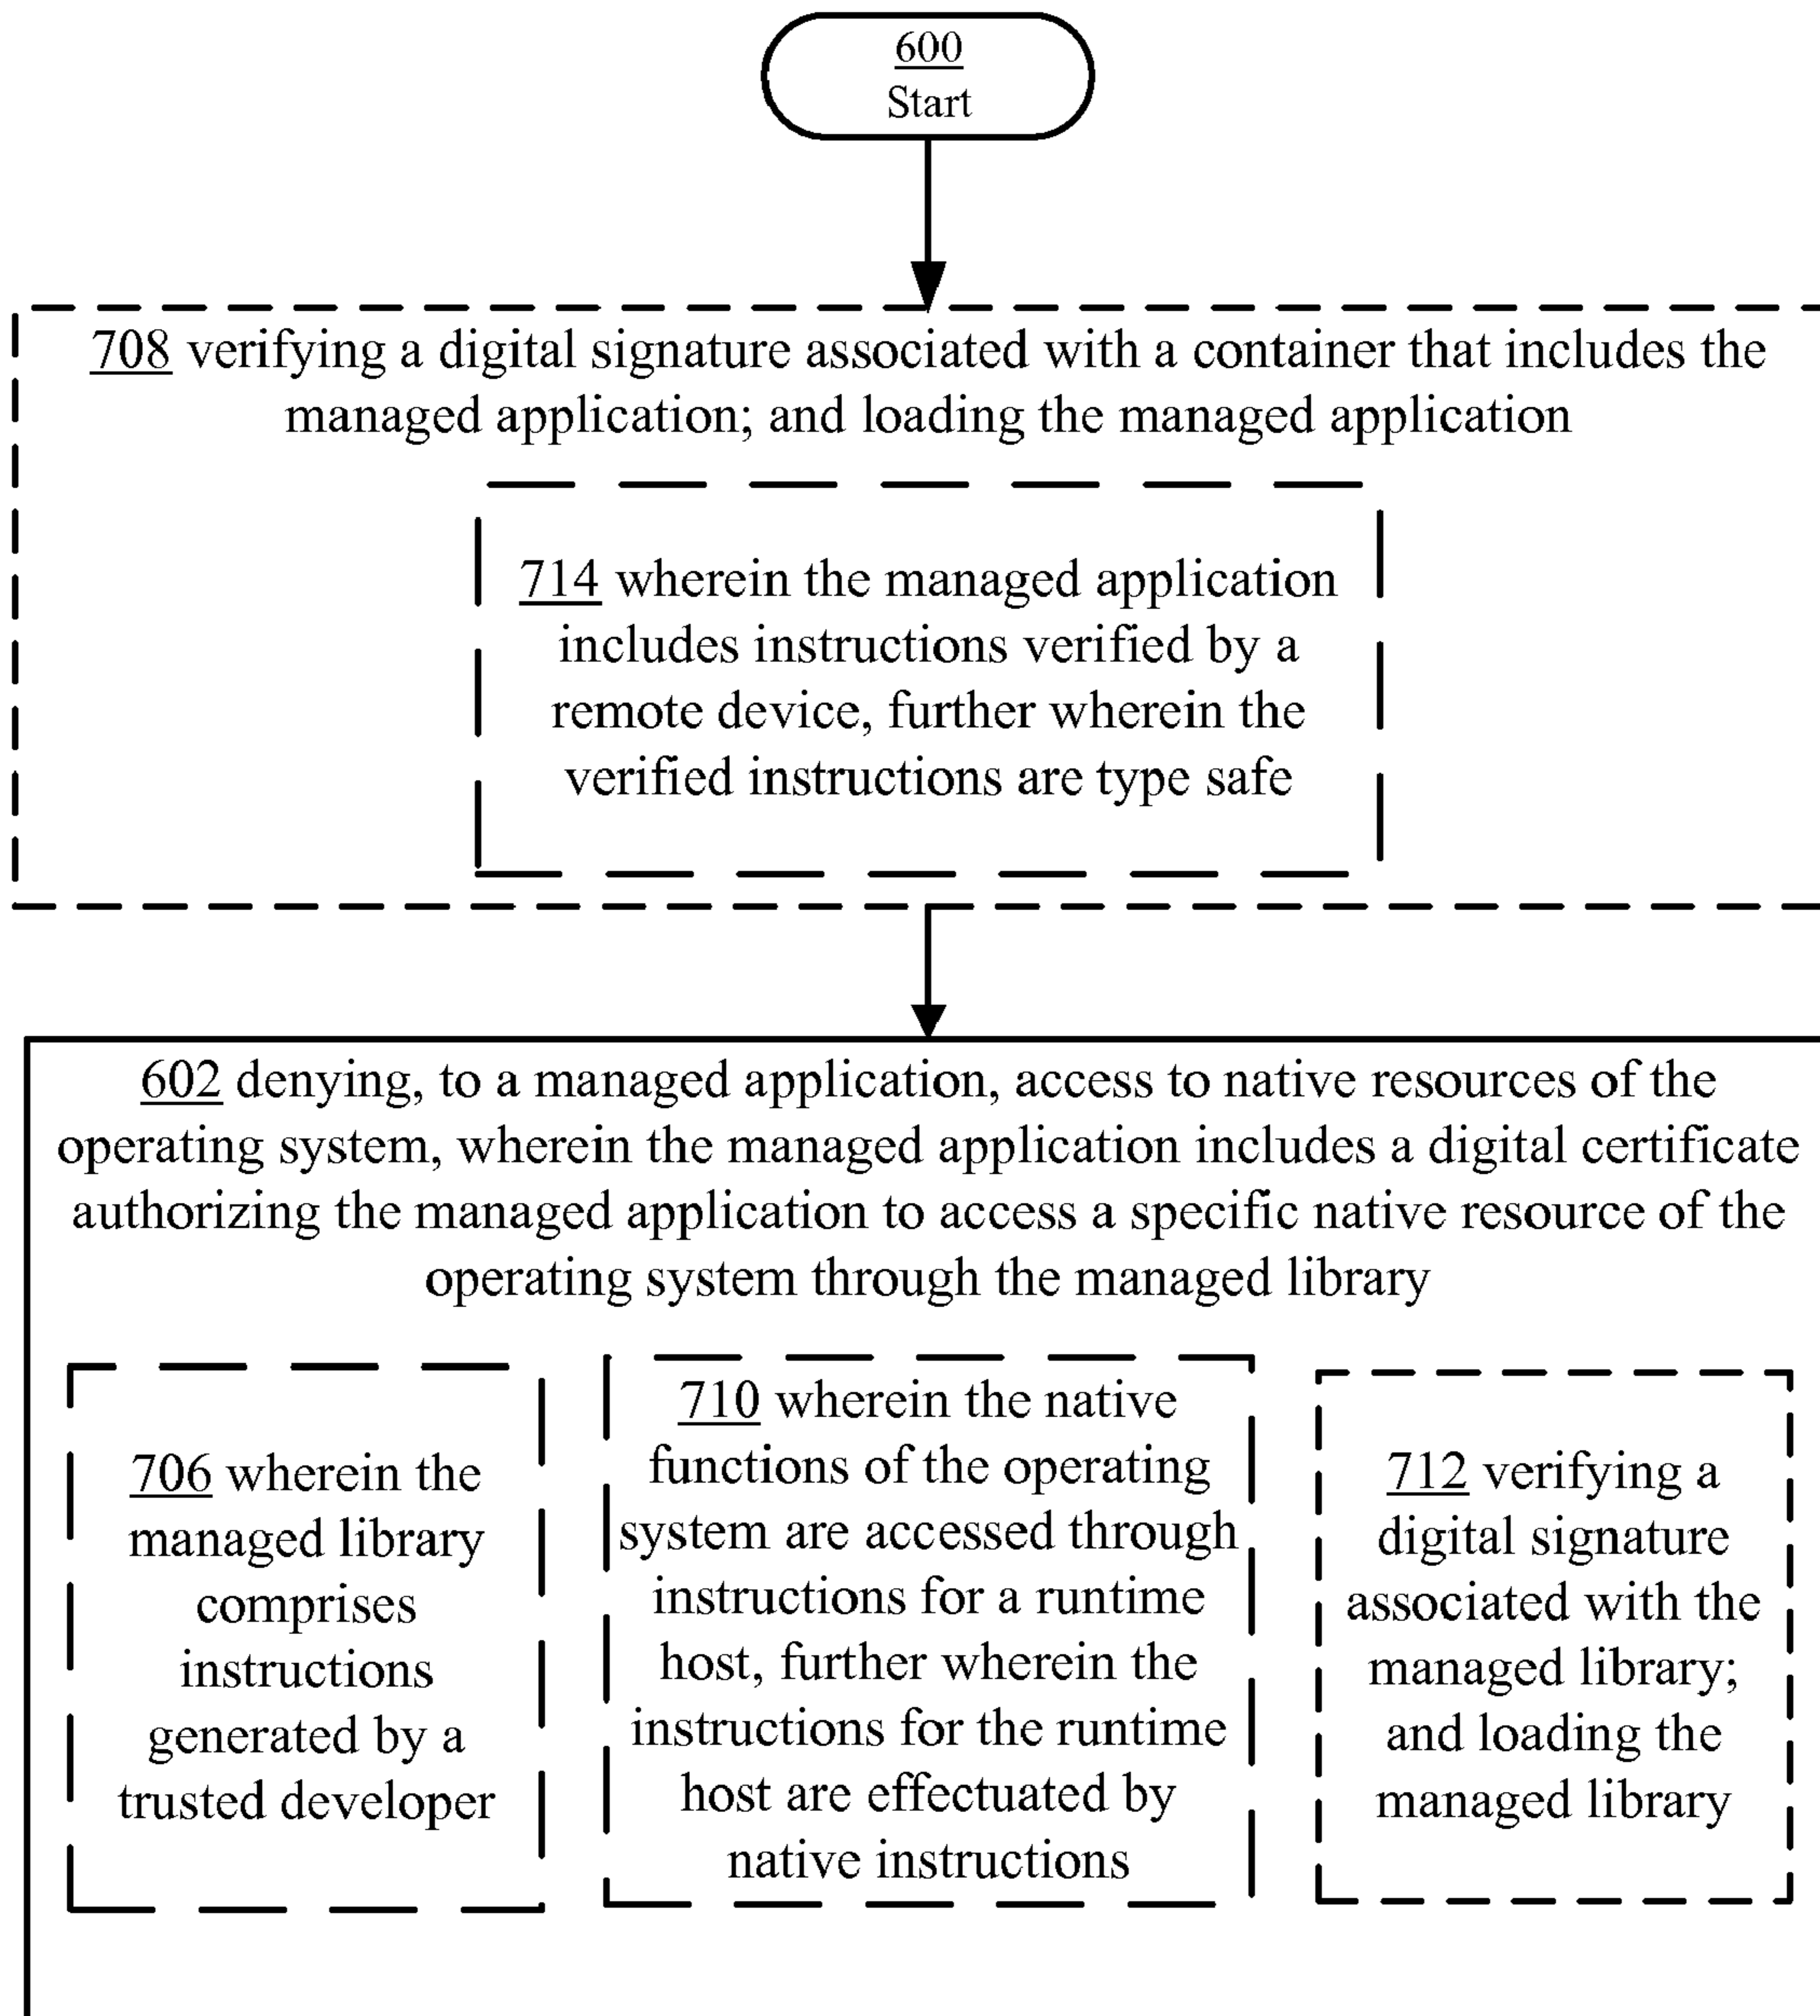 600
Start
708 verifying a digital signature associated with a container that includes the
managed application; and loading the managed application
714 wherein the managed application
includes instructions verified by a
remote device, further wherein the
verified instructions are type safe
602 denying, to a managed application, access to native resources of the
operating system, wherein the managed application includes a digital certificate
authorizing the managed application to access a specific native resource of the
operating system through the managed library
706 wherein the
managed library
comprises
instructions
generated by a
trusted developer
710 wherein the native
functions of the operating
system are accessed through
instructions for a runtime
host, further wherein the
instructions for the runtime
host are effectuated by
native instructions
712 verifying a
digital signature
associated with the
managed library;
and loading the
managed library